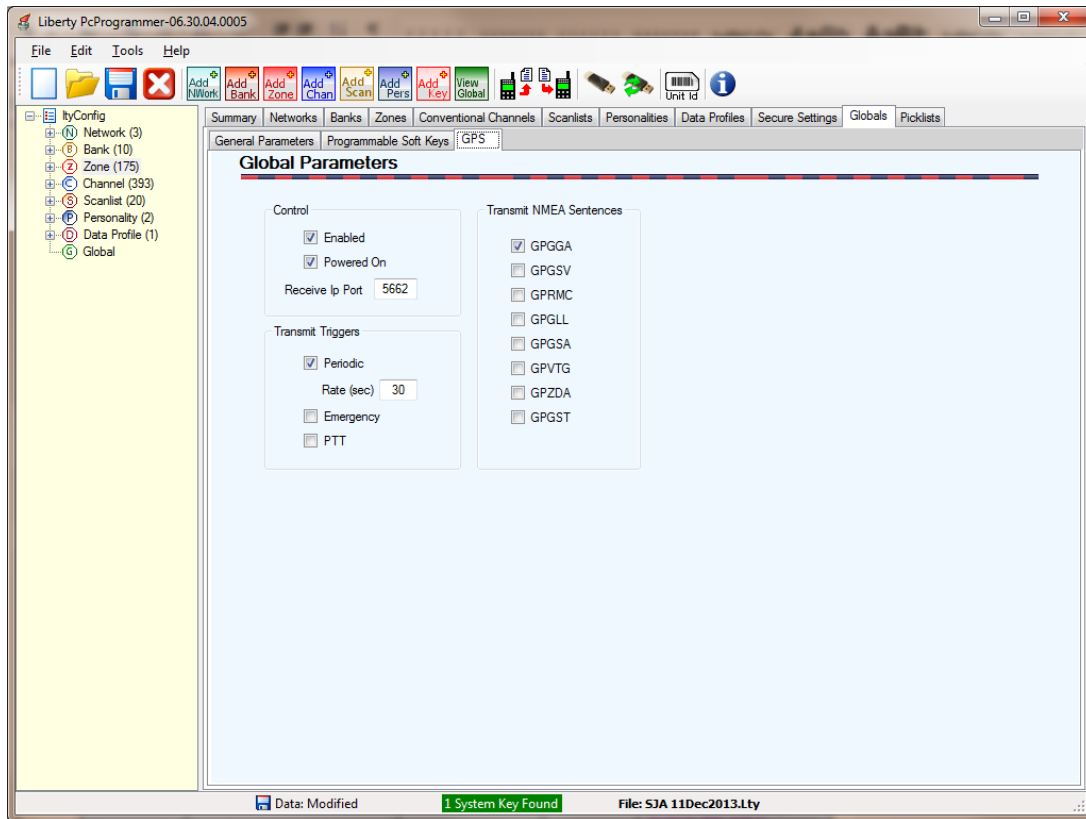 Liberty PcProgrammer-06.30.04.0005
File Edit Tools Help
Add NWork Add Bank Add Zone Add Chan Add Scan Add Pers Add Key View Global Unit Id
ltyConfig
N Network (3)
B Bank (10)
Z Zone (175)
C Channel (393)
S Scanlist (20)
P Personality (2)
D Data Profile (1)
G Global
Summary Networks Banks Zones Conventional Channels Scanlists Personalities Data Profiles Secure Settings Globals Picklists
General Parameters Programmable Soft Keys GPS
Global Parameters
Control
Enabled
Powered On
Receive Ip Port 5662
Transmit Triggers
Periodic
Rate (sec) 30
Emergency
PTT
Transmit NMEA Sentences
GPGGA
GPGSV
GPRMC
GPGLL
GPGSA
GPVTG
GPZDA
GPGST
Data: Modified 1 System Key Found File: SJA 11Dec2013.Lty